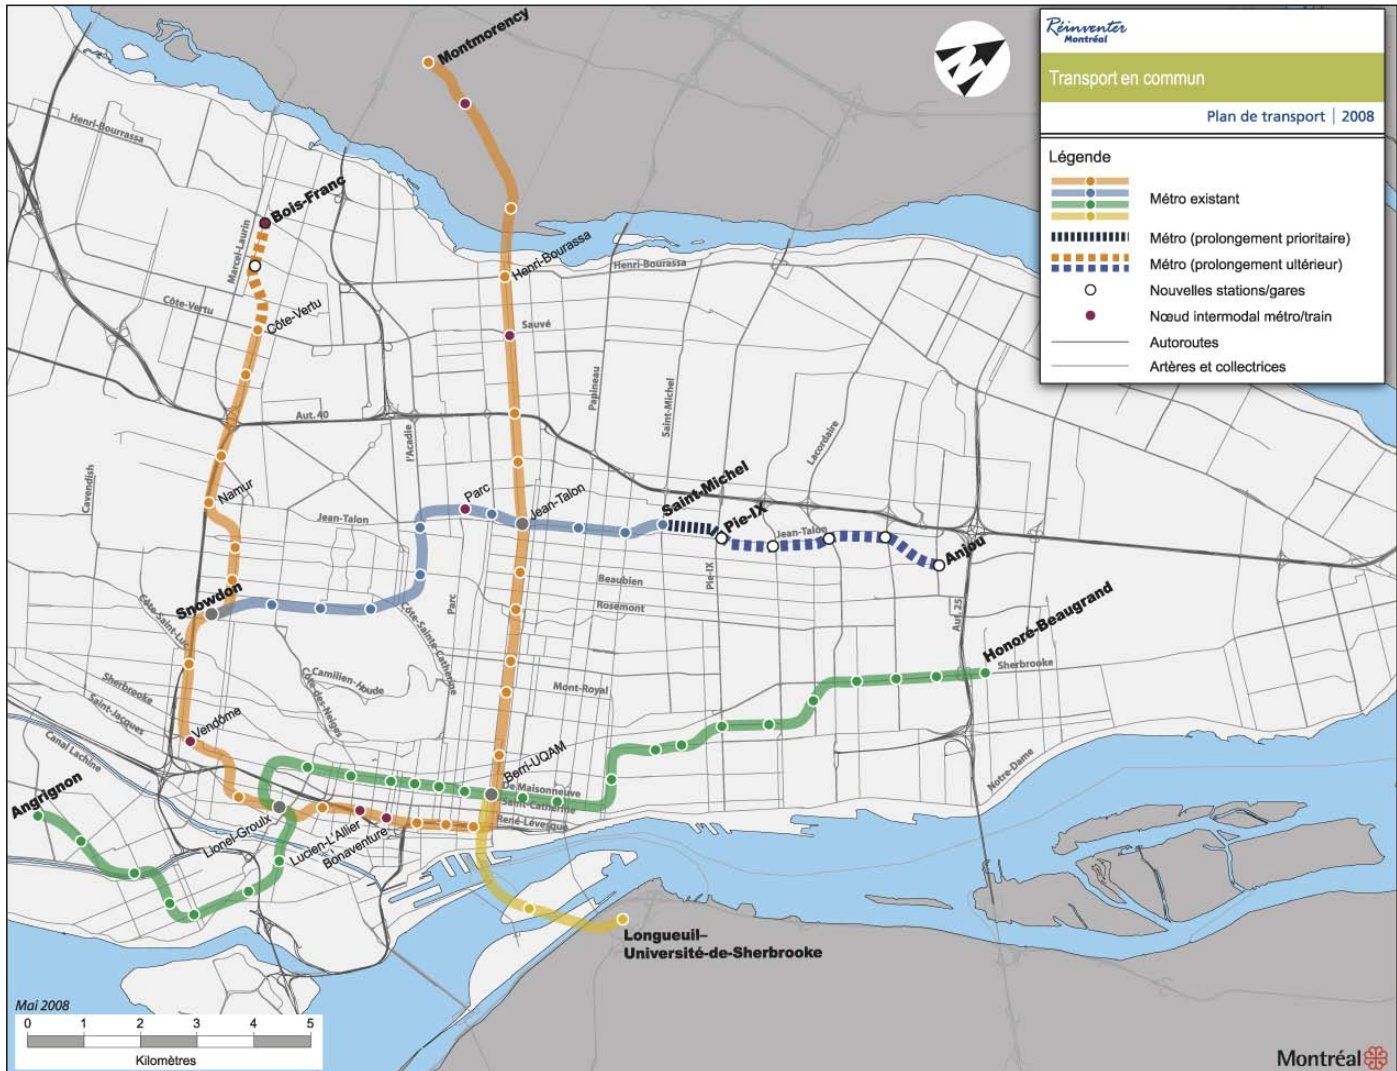 Réinventer
Montréal
Transport en commun
Plan de transport | 2008
Légende
Métro existant
Métro (prolongement prioritaire)
Métro (prolongement ultérieur)
Nouvelles stations/gares
Nœud intermodal métro/train
Autoroutes
Artères et collectrices
Montmorency
Henri-Bourrassa
Bois-Franc
Marcel-Laurin
Henri-Bourassa
Henri-Bourassa
Côte-Vertu
Côte-Vertu
Sauvé
Papineau
Saint-Michel
Lacordaire
Aut. 40
l'Acadie
Cavendish
Namur
Jean-Talon
Parc
Jean-Talon
Saint-Michel
Pie-IX
Jean-Talon
Anjou
Snowdon
Côte-Saint-Luc
Parc
Côte-Sainte-Catherine
Beaubien
Rosemont
Pie-IX
Aut. 25
Honoré-Beaugrand
Sherbrooke
Camillien-Houde
Côte-des-Neiges
Mont-Royal
Sherbrooke
Saint-Jacques
Vendôme
Canal Lachine
Berri-UQAM
De Maisonneuve
Saint-Catherine
René-Lévesque
Notre-Dame
Angrignon
Lionel-Groulx
Lucien-L'Allier
Bonaventure
Longueuil–
Université-de-Sherbrooke
Mai 2008
0 1 2 3 4 5
Kilomètres
Montréal